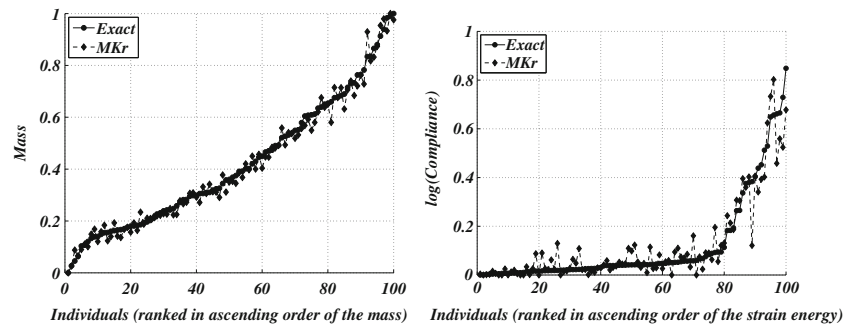 1
0.8
0.6
0.4
0.2
0
Mass
Exact
MKr
0 20 40 60 80 100
Individuals (ranked in ascending order of the mass)
1
0.8
0.6
0.4
0.2
0
log(Compliance)
Exact
MKr
0 20 40 60 80 100
Individuals (ranked in ascending order of the strain energy)